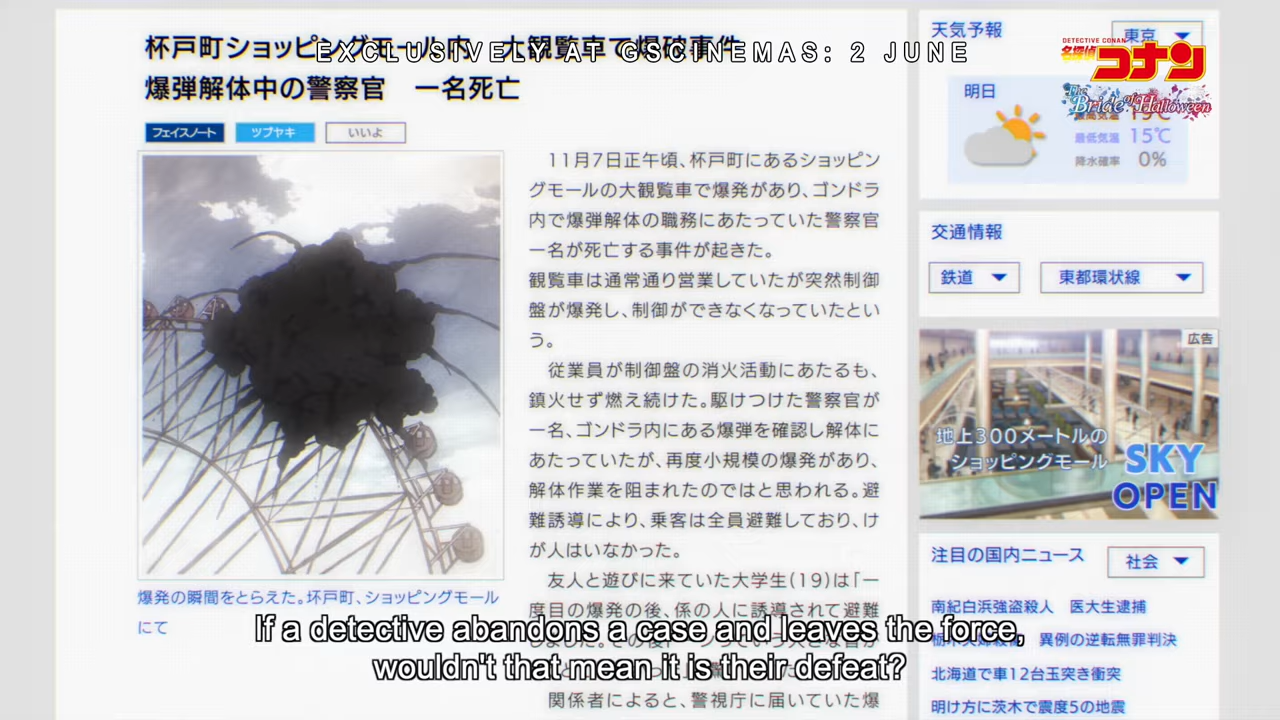 杯戸町ショッピングモール内 大観覧車で爆破事件
爆弾解体中の警察官 一名死亡
EXCLUSIVELY AT GSCINEMAS: 2 JUNE
フェイスノート ツブヤキ いいよ
11月7日正午頃、杯戸町にあるショッピン
グモールの大観覧車で爆発があり、ゴンドラ
内で爆弾解体の職務にあたっていた警察官
一名が死亡する事件が起きた。
観覧車は通常通り営業していたが突然制御
盤が爆発し、制御ができなくなっていたとい
う。
従業員が制御盤の消火活動にあたるも、
鎮火せず燃え続けた。駆けつけた警察官が
一名、ゴンドラ内にある爆弾を確認し解体に
あたっていたが、再度小規模の爆発があり、
解体作業を阻まれたのではと思われる。避
難誘導により、乗客は全員避難しており、け
が人はいなかった。
友人と遊びに来ていた大学生(19)は「一
度目の爆発の後、係の人に誘導されて避難
関係者によると、警視庁に届いていた爆
爆発の瞬間をとらえた。坏戸町、ショッピングモール
にて
If a detective abandons a case and leaves the force,
wouldn't that mean it is their defeat?
天気予報
東京
DETECTIVE CONAN
名探偵コナン
The Bride of Halloween
明日
最高気温 19℃
最低気温 15℃
降水確率 0%
交通情報
鉄道 東都環状線
広告
地上300メートルの
ショッピングモール
SKY
OPEN
注目の国内ニュース
社会
南紀白浜強盗殺人 医大生逮捕
異例の逆転無罪判決
北海道で車12台玉突き衝突
明け方に茨木で震度5の地震